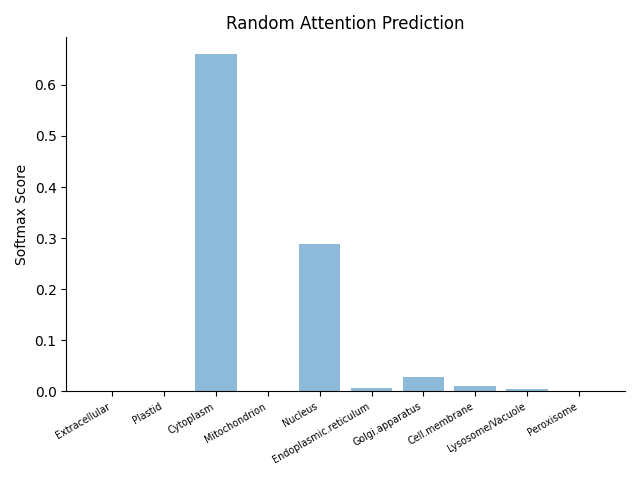 Random Attention Prediction
Softmax Score
0.6
0.5
0.4
0.3
0.2
0.1
0.0
Extracellular
Plastid
Cytoplasm
Mitochondrion
Nucleus
Endoplasmic.reticulum
Golgi.apparatus
Cell.membrane
Lysosome/Vacuole
Peroxisome